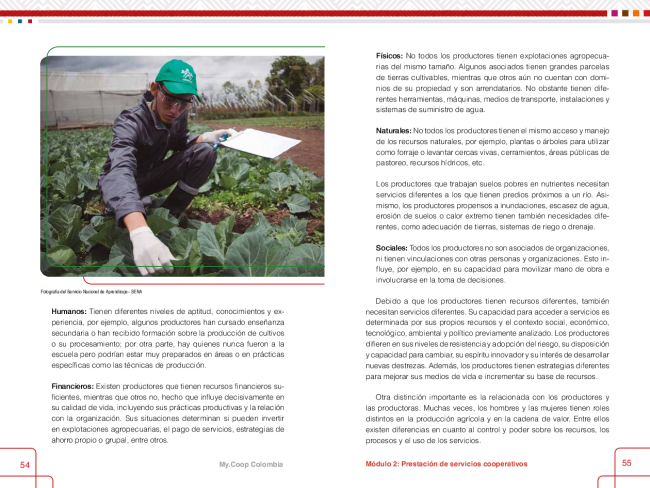 Fotografía del Servicio Nacional de Aprendizaje - SENA
Humanos: Tienen diferentes niveles de aptitud, conocimientos y ex-
periencia, por ejemplo, algunos productores han cursado enseñanza
secundaria o han recibido formación sobre la producción de cultivos
o su procesamiento; por otra parte, hay quienes nunca fueron a la
escuela pero podrían estar muy preparados en áreas o en prácticas
específicas como las técnicas de producción.
Financieros: Existen productores que tienen recursos financieros su-
ficientes, mientras que otros no, hecho que influye decisivamente en
su calidad de vida, incluyendo sus prácticas productivas y la relación
con la organización. Sus situaciones determinan si pueden invertir
en explotaciones agropecuarias, el pago de servicios, estrategias de
ahorro propio o grupal, entre otros.
54
My.Coop Colombia
Físicos: No todos los productores tienen explotaciones agropecua-
rias del mismo tamaño. Algunos asociados tienen grandes parcelas
de tierras cultivables, mientras que otros aún no cuentan con domi-
nios de su propiedad y son arrendatarios. No obstante tienen dife-
rentes herramientas, máquinas, medios de transporte, instalaciones y
sistemas de suministro de agua.
Naturales: No todos los productores tienen el mismo acceso y manejo
de los recursos naturales, por ejemplo, plantas o árboles para utilizar
como forraje o levantar cercas vivas, cerramientos, áreas públicas de
pastoreo, recursos hídricos, etc.
Los productores que trabajan suelos pobres en nutrientes necesitan
servicios diferentes a los que tienen predios próximos a un río. Asi-
mismo, los productores propensos a inundaciones, escasez de agua,
erosión de suelos o calor extremo tienen también necesidades dife-
rentes, como adecuación de tierras, sistemas de riego o drenaje.
Sociales: Todos los productores no son asociados de organizaciones,
ni tienen vinculaciones con otras personas y organizaciones. Esto in-
fluye, por ejemplo, en su capacidad para movilizar mano de obra e
involucrarse en la toma de decisiones.
Debido a que los productores tienen recursos diferentes, también
necesitan servicios diferentes. Su capacidad para acceder a servicios es
determinada por sus propios recursos y el contexto social, económico,
tecnológico, ambiental y político previamente analizado. Los productores
difieren en sus niveles de resistencia y adopción del riesgo, su disposición
y capacidad para cambiar, su espíritu innovador y su interés de desarrollar
nuevas destrezas. Además, los productores tienen estrategias diferentes
para mejorar sus medios de vida e incrementar su base de recursos.
Otra distinción importante es la relacionada con los productores y
las productoras. Muchas veces, los hombres y las mujeres tienen roles
distintos en la producción agrícola y en la cadena de valor. Entre ellos
existen diferencias en cuanto al control y poder sobre los recursos, los
procesos y el uso de los servicios.
Módulo 2: Prestación de servicios cooperativos
55